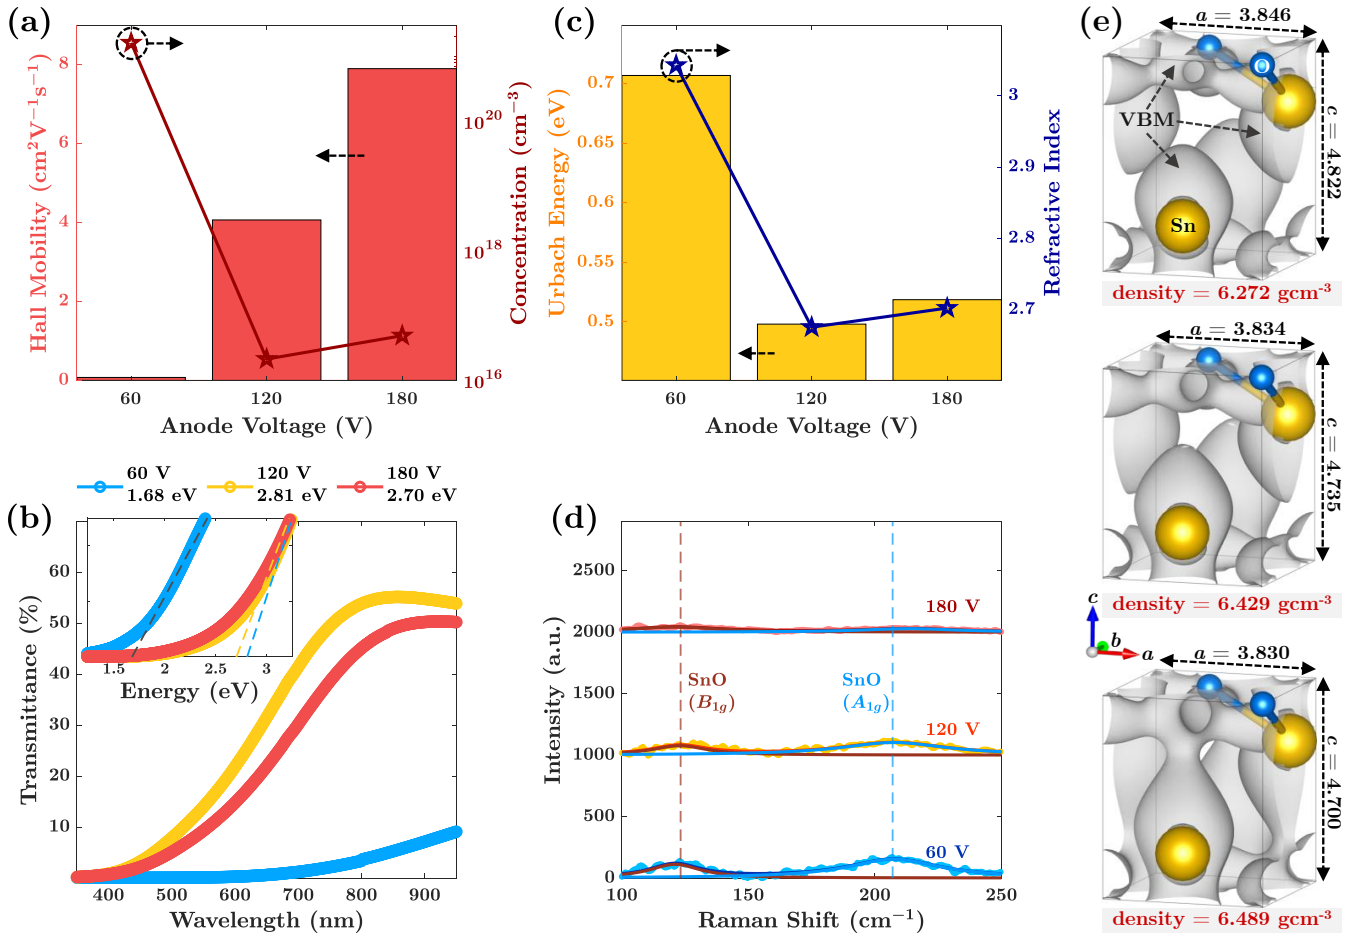 (a)
Hall Mobility (cm²V⁻¹s⁻¹)
8
6
4
2
0
60
120
180
Anode Voltage (V)
10²⁰
10¹⁸
10¹⁶
Concentration (cm⁻³)
(c)
Urbach Energy (eV)
0.7
0.65
0.6
0.55
0.5
60
120
180
Anode Voltage (V)
3
2.9
2.8
2.7
Refractive Index
(e)
a = 3.846
O
VBM
Sn
c = 4.822
density = 6.272 gcm⁻³
a = 3.834
c = 4.735
density = 6.429 gcm⁻³
c
b
a
a = 3.830
c = 4.700
density = 6.489 gcm⁻³
60 V 120 V 180 V
1.68 eV 2.81 eV 2.70 eV
(b)
Transmittance (%)
60
50
40
30
20
10
1.5 2 2.5 3
Energy (eV)
400 500 600 700 800 900
Wavelength (nm)
(d)
Intensity (a.u.)
2500
2000
1500
1000
500
0
180 V
SnO
(B₁g)
SnO
(A₁g)
120 V
60 V
100 150 200 250
Raman Shift (cm⁻¹)